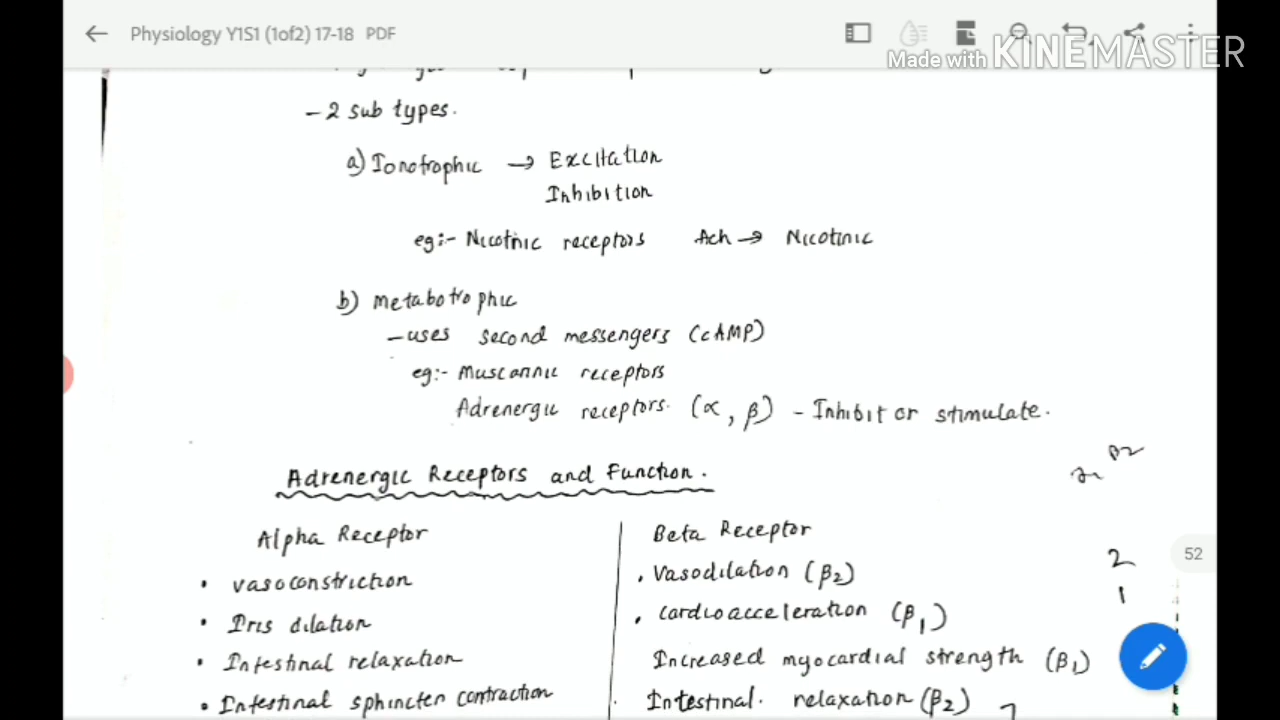 Physiology Y1S1 (1of2) 17-18 PDF
Made with KINEMASTER
- 2 sub types.
a) Ionotrophic → Excitation
Inhibition
eg:- Nicotinic receptors Ach → Nicotinic
b) Metabotrophic
- uses second messengers (cAMP)
eg:- Muscarinic receptors
Adrenergic receptors. (α, β) - Inhibit or stimulate.
β2
Adrenergic Receptors and Function.
Alpha Receptor
Beta Receptor
• vasoconstriction
• Vasodilation (β2)
2
52
• Iris dilation
• Cardioacceleration (β1)
1
• Intestinal relaxation
Increased myocardial strength (β1)
• Intestinal sphincter contraction
• Intestinal. relaxation (β2)